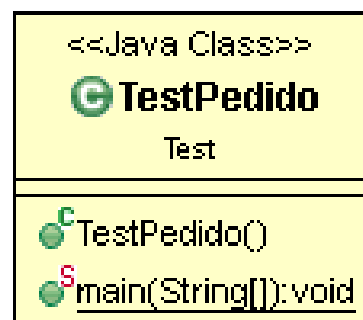 <<Java Class>>
C TestPedido
Test
C TestPedido()
S main(String[]):void